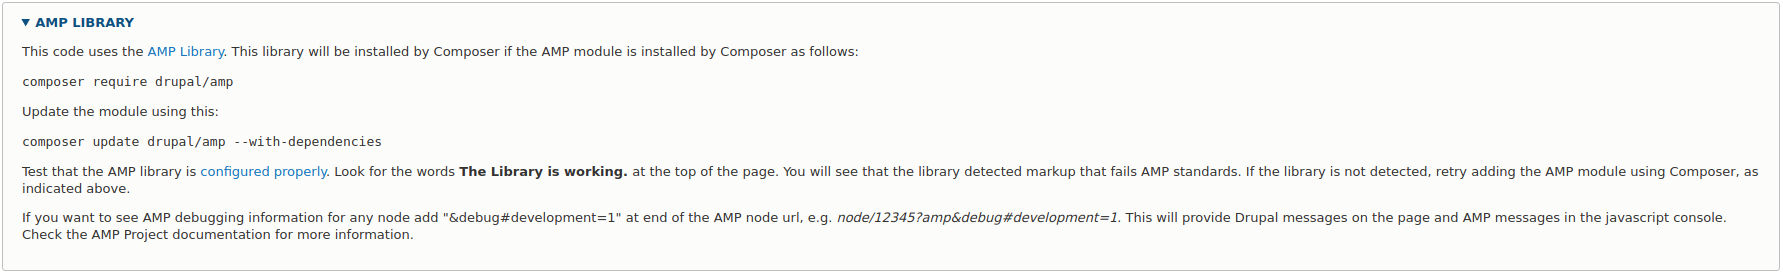 AMP LIBRARY
This code uses the AMP Library. This library will be installed by Composer if the AMP module is installed by Composer as follows:
composer require drupal/amp
Update the module using this:
composer update drupal/amp --with-dependencies
Test that the AMP library is configured properly. Look for the words The Library is working. at the top of the page. You will see that the library detected markup that fails AMP standards. If the library is not detected, retry adding the AMP module using Composer, as
indicated above.
If you want to see AMP debugging information for any node add "&debug#development=1" at end of the AMP node url, e.g. node/12345?amp&debug#development=1. This will provide Drupal messages on the page and AMP messages in the javascript console.
Check the AMP Project documentation for more information.